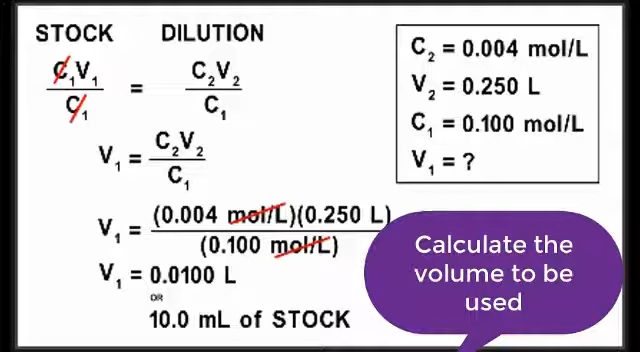 STOCK DILUTION
C₁V₁ = C₂V₂
C₁ C₁
V₁ = C₂V₂
C₁
V₁ = (0.004 mol/L)(0.250 L)
(0.100 mol/L)
V₁ = 0.0100 L
OR
10.0 mL of STOCK
C₂ = 0.004 mol/L
V₂ = 0.250 L
C₁ = 0.100 mol/L
V₁ = ?
Calculate the
volume to be
used